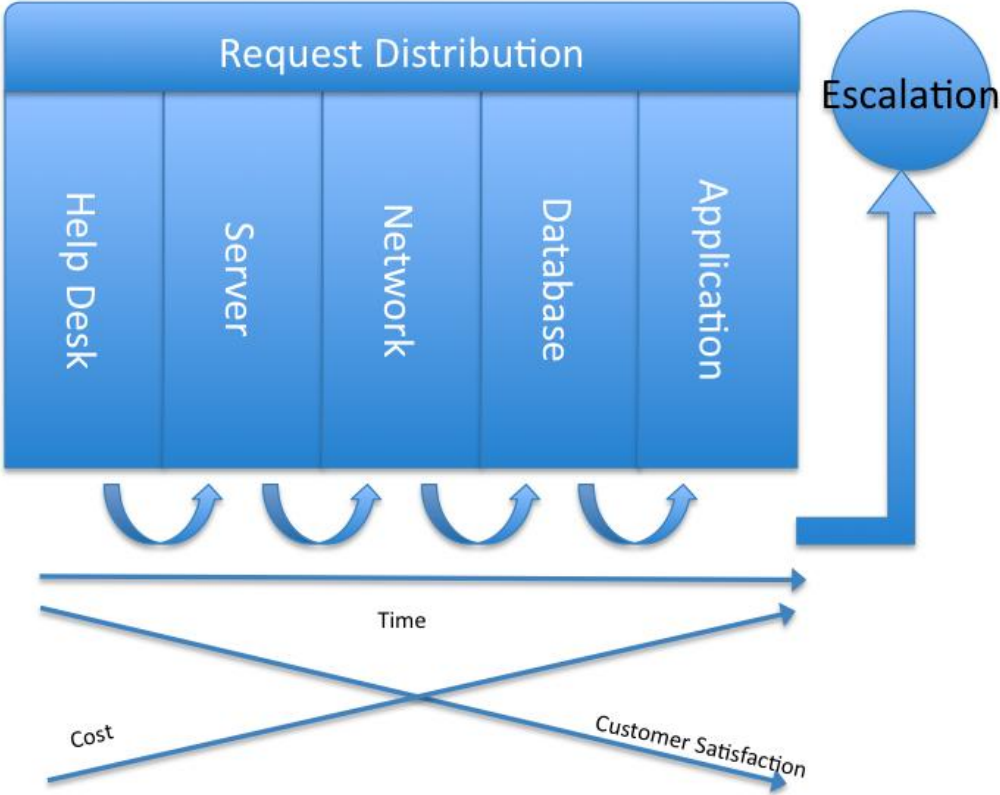 Request Distribution
Escalation
Help Desk
Server
Network
Database
Application
Time
Cost
Customer Satisfaction